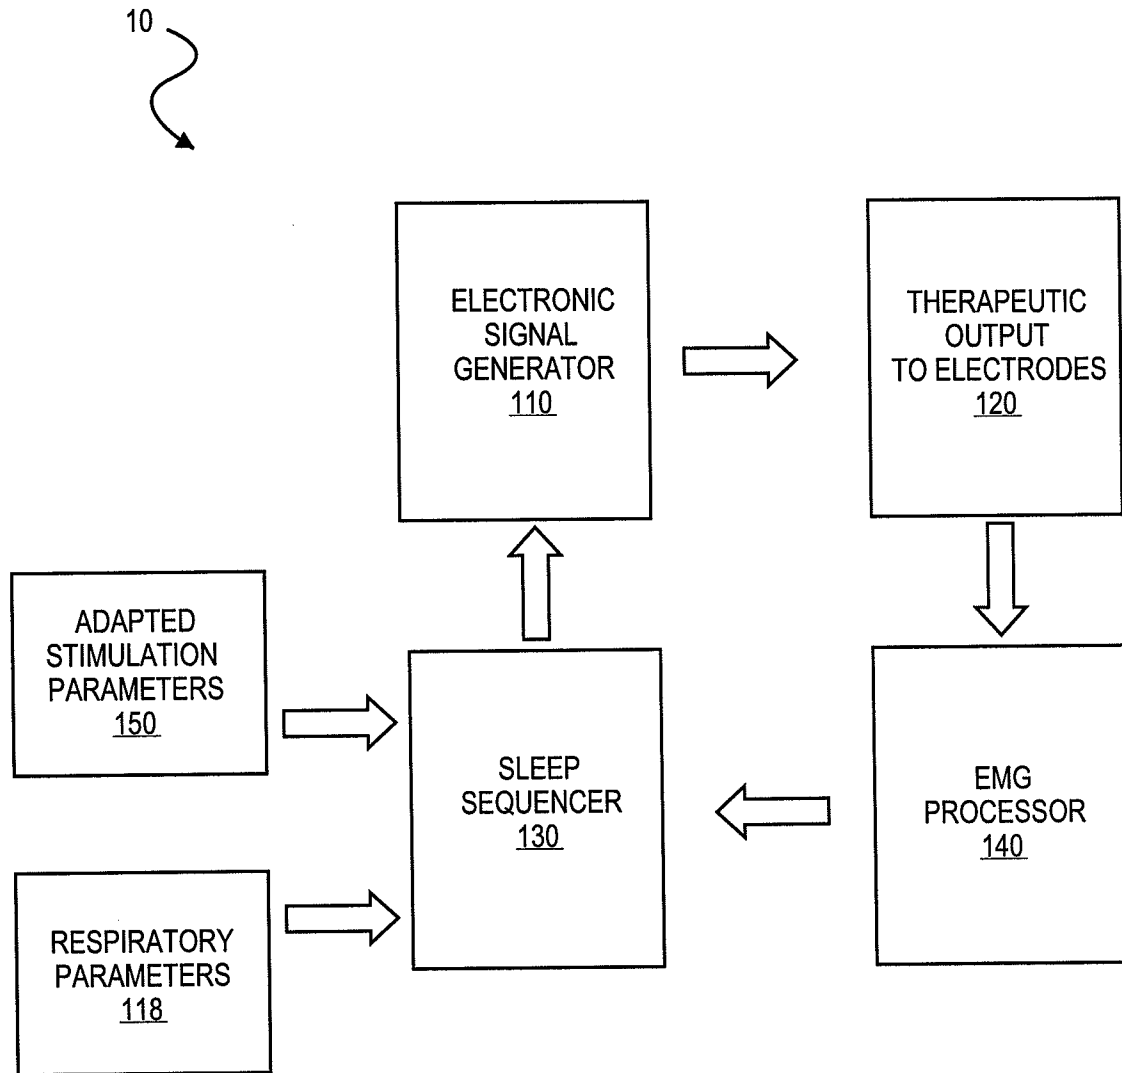 10
ELECTRONIC
SIGNAL
GENERATOR
110
THERAPEUTIC
OUTPUT
TO ELECTRODES
120
ADAPTED
STIMULATION
PARAMETERS
150
SLEEP
SEQUENCER
130
EMG
PROCESSOR
140
RESPIRATORY
PARAMETERS
118